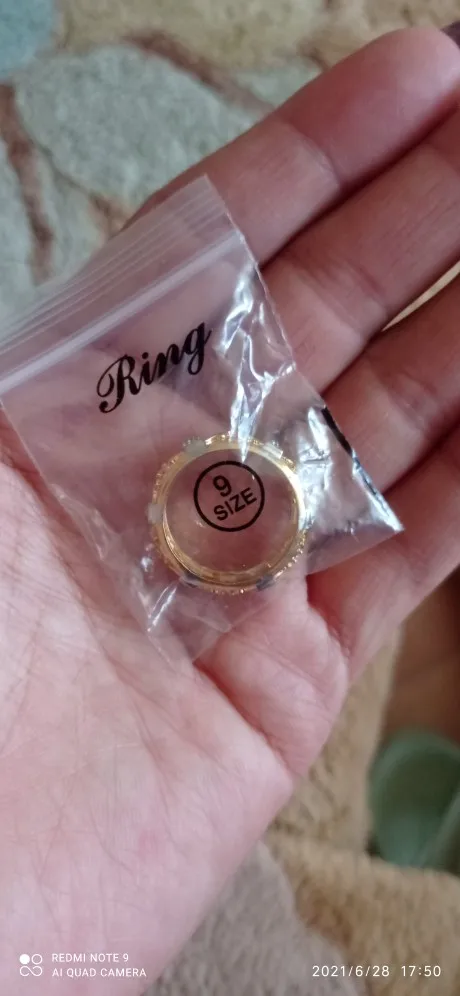 Ring
9
SIZE
REDMI NOTE 9
AI QUAD CAMERA
2021/6/28 17:50